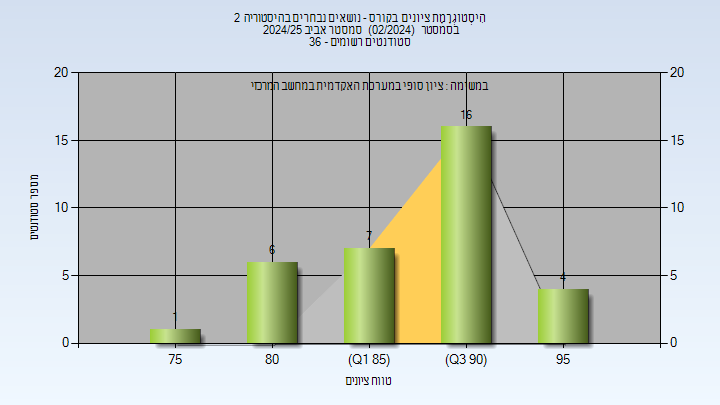 היסטוגרמת ציונים בקורס - נושאים נבחרים בהיסטוריה 2
בסמסטר (02/2024) סמסטר אביב 2024/25
סטודנטים רשומים - 36
במשימה : ציון סופי במערכת האקדמית במחשב המרכזי
מספר סטודנטים
20 20
15 15
10 10
5 5
0 0
1 6 7 16 4
75 80 (Q1 85) (Q3 90) 95
טווח ציונים